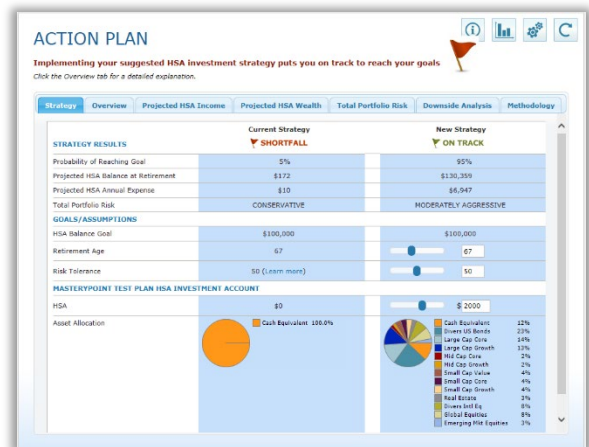 ACTION PLAN
Implementing your suggested HSA investment strategy puts you on track to reach your goals
Click the Overview tab for a detailed explanation.
Strategy Overview Projected HSA Income Projected HSA Wealth Total Portfolio Risk Downside Analysis Methodology
Current Strategy New Strategy
STRATEGY RESULTS SHORTFALL ON TRACK
Probability of Reaching Goal 5% 95%
Projected HSA Balance at Retirement $172 $130,359
Projected HSA Annual Expense $10 $6,947
Total Portfolio Risk CONSERVATIVE MODERATELY AGGRESSIVE
GOALS/ASSUMPTIONS
HSA Balance Goal $100,000 $100,000
Retirement Age 67 67
Risk Tolerance 50 (Learn more) 50
MASTERYPOINT TEST PLAN HSA INVESTMENT ACCOUNT
HSA $0 $ 2000
Asset Allocation Cash Equivalent 100.0% Cash Equivalent 12%
Divers US Bonds 23%
Large Cap Core 14%
Large Cap Growth 13%
Mid Cap Core 2%
Mid Cap Growth 2%
Small Cap Value 4%
Small Cap Core 4%
Small Cap Growth 4%
Real Estate 3%
Divers Intl Eq
Global Equities 8%
Emerging Mkt Equities 3%